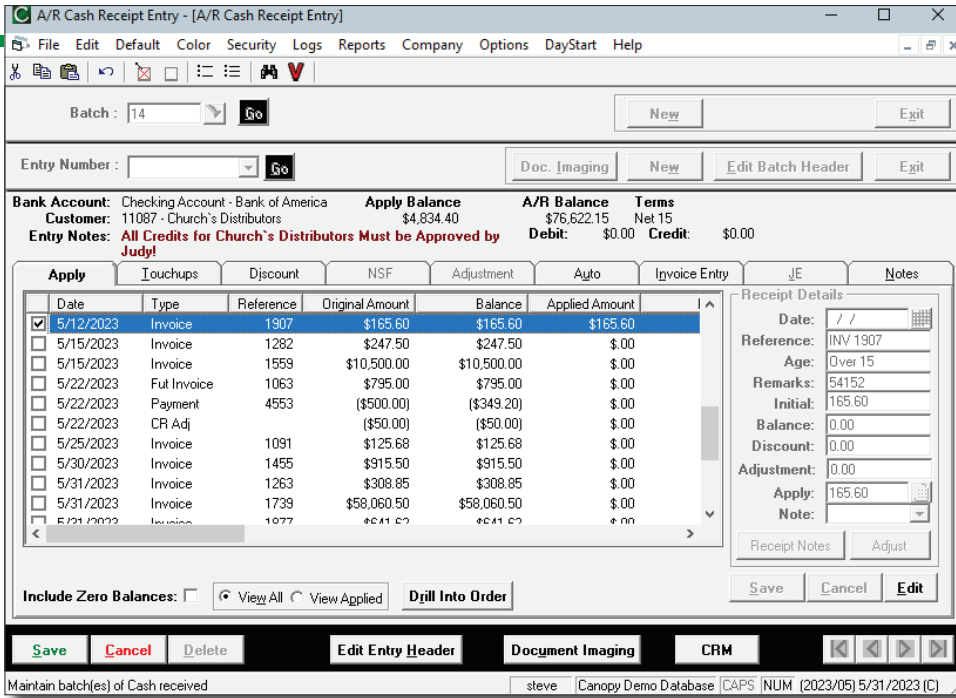 A/R Cash Receipt Entry - [A/R Cash Receipt Entry]
File Edit Default Color Security Logs Reports Company Options DayStart Help
Batch : 14 Go New Exit
Entry Number : Go Doc. Imaging New Edit Batch Header Exit
Bank Account: Checking Account - Bank of America Apply Balance A/R Balance Terms
Customer: 11087 - Church`s Distributors $4,834.40 $76,622.15 Net 15
Entry Notes: All Credits for Church`s Distributors Must be Approved by Debit: $0.00 Credit: $0.00
Judy!
Apply Touchups Discount NSF Adjustment Auto Invoice Entry JE Notes
Date Type Reference Original Amount Balance Applied Amount
5/12/2023 Invoice 1907 $165.60 $165.60 $165.60
5/15/2023 Invoice 1282 $247.50 $247.50 $.00
5/15/2023 Invoice 1559 $10,500.00 $10,500.00 $.00
5/22/2023 Fut Invoice 1063 $795.00 $795.00 $.00
5/22/2023 Payment 4553 ($500.00) ($349.20) $.00
5/22/2023 CR Adj ($50.00) ($50.00) $.00
5/25/2023 Invoice 1091 $125.68 $125.68 $.00
5/30/2023 Invoice 1455 $915.50 $915.50 $.00
5/31/2023 Invoice 1263 $308.85 $308.85 $.00
5/31/2023 Invoice 1739 $58,060.50 $58,060.50 $.00
5/31/2023 Invoice 1877 $641.62 $641.62 $.00
Receipt Details
Date: / /
Reference: INV 1907
Age: Over 15
Remarks: 54152
Initial: 165.60
Balance: 0.00
Discount: 0.00
Adjustment: 0.00
Apply: 165.60
Note:
Receipt Notes Adjust
Save Cancel Edit
Include Zero Balances: View All View Applied Drill Into Order
Save Cancel Delete Edit Entry Header Document Imaging CRM
Maintain batch(es) of Cash received steve Canopy Demo Database CAPS NUM (2023/05) 5/31/2023 (C)